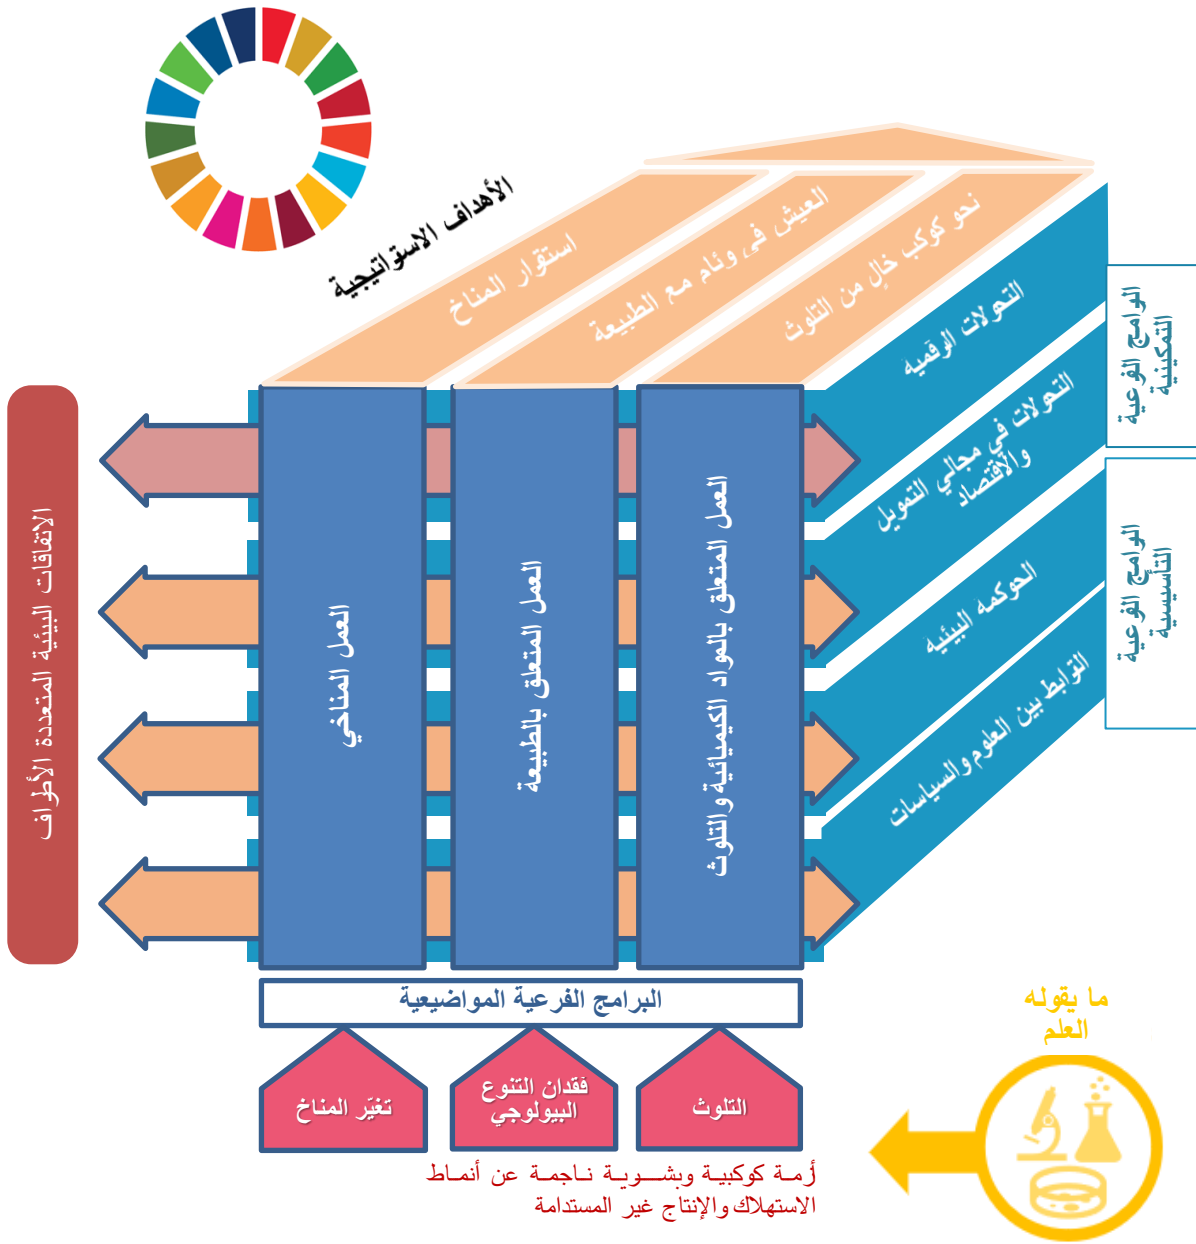 الأهداف الاستراتيجية
استقرار المناخ
العيش في وئام مع الطبيعة
نحو كوكب خالٍ من التلوث
التحولات الرقمية
التحولات في مجالي التمويل
والاقتصاد
الحوكمة البيئية
الترابط بين العلوم والسياسات
البرامج الفرعية
التمكينية
البرامج الفرعية
التأسيسية
العمل المتعلق بالمواد الكيميائية والتلوث
العمل المتعلق بالطبيعة
العمل المناخي
الاتفاقات البيئية المتعددة الأطراف
البرامج الفرعية المواضيعية
التلوث
فقدان التنوع
البيولوجي
تغيّر المناخ
أزمة كوكبية وبشرية ناجمة عن أنماط
الاستهلاك والإنتاج غير المستدامة
ما يقوله
العلم